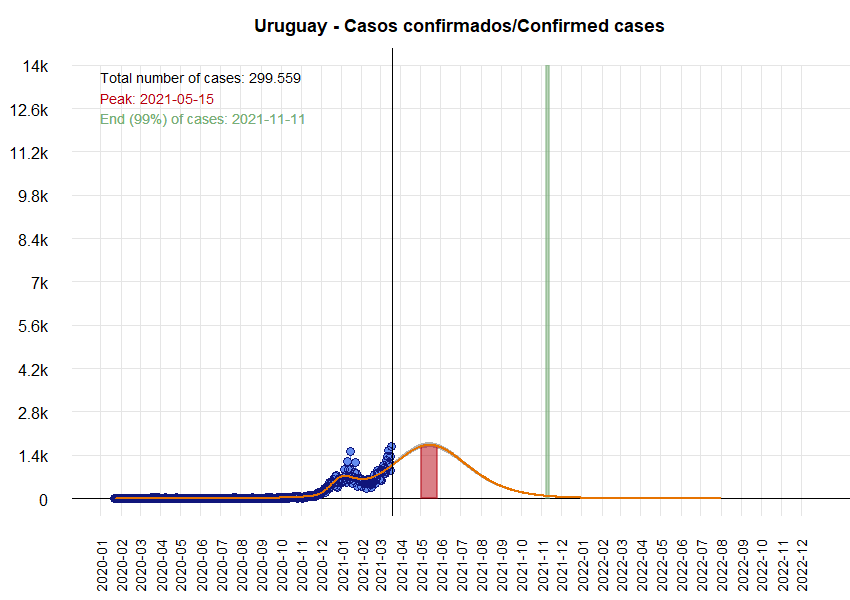 Uruguay - Casos confirmados/Confirmed cases
14k
12.6k
11.2k
9.8k
8.4k
7k
5.6k
4.2k
2.8k
1.4k
0
Total number of cases: 299.559
Peak: 2021-05-15
End (99%) of cases: 2021-11-11
2020-01
2020-02
2020-03
2020-04
2020-05
2020-06
2020-07
2020-08
2020-09
2020-10
2020-11
2020-12
2021-01
2021-02
2021-03
2021-04
2021-05
2021-06
2021-07
2021-08
2021-09
2021-10
2021-11
2021-12
2022-01
2022-02
2022-03
2022-04
2022-05
2022-06
2022-07
2022-08
2022-09
2022-10
2022-11
2022-12